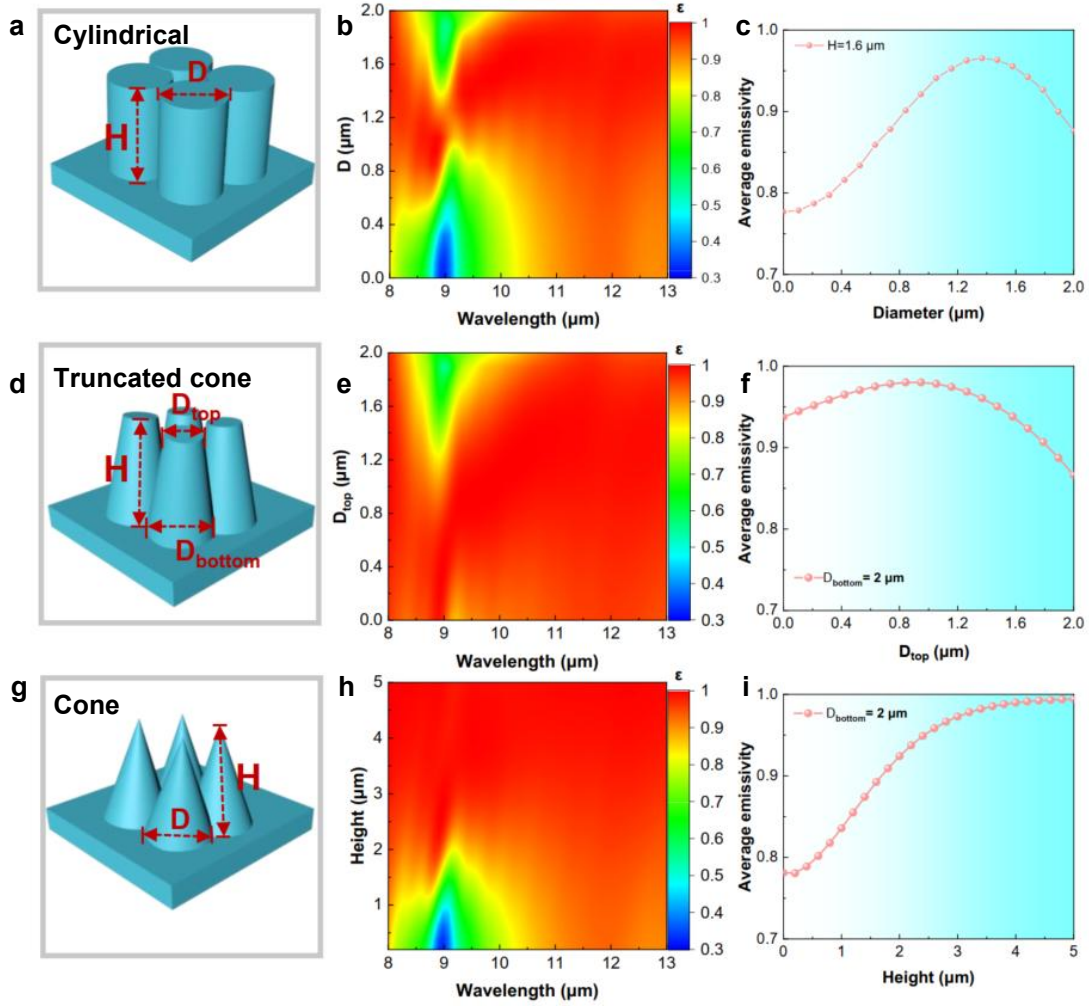 a
Cylindrical
D
H
b
ε
2.0
1.6
1.2
0.8
0.4
0.0
D (μm)
8 9 10 11 12 13
Wavelength (μm)
1
0.9
0.8
0.7
0.6
0.5
0.4
0.3
c
H=1.6 μm
1.0
0.9
0.8
0.7
Average emissivity
0.0 0.4 0.8 1.2 1.6 2.0
Diameter (μm)
d
Truncated cone
Dtop
H
Dbottom
e
ε
2.0
1.6
1.2
0.8
0.4
0.0
Dtop (μm)
8 9 10 11 12 13
Wavelength (μm)
1
0.9
0.8
0.7
0.6
0.5
0.4
0.3
f
1.0
0.9
0.8
0.7
Average emissivity
Dbottom= 2 μm
0.0 0.4 0.8 1.2 1.6 2.0
Dtop (μm)
g
Cone
H
D
h
ε
5
4
3
2
1
Height (μm)
8 9 10 11 12 13
Wavelength (μm)
1
0.9
0.8
0.7
0.6
0.5
0.4
0.3
i
Dbottom= 2 μm
1.0
0.9
0.8
0.7
Average emissivity
0 1 2 3 4 5
Height (μm)